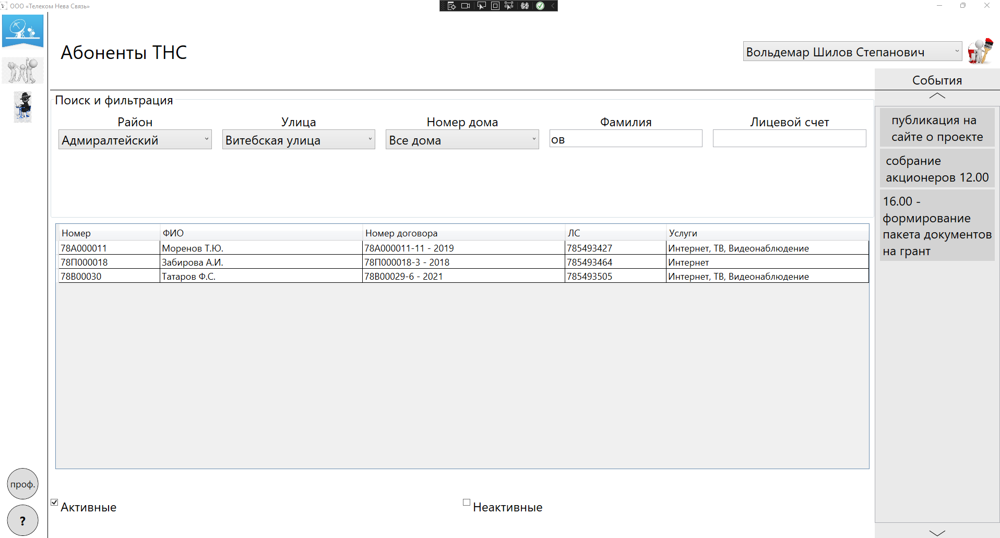 ООО «Телеком Нева Связь»
Абоненты ТНС
Вольдемар Шилов Степанович
События
Поиск и фильтрация
Район
Улица
Номер дома
Фамилия
Лицевой счет
Адмиралтейский
Витебская улица
Все дома
ов
публикация на
сайте о проекте
собрание
акционеров 12.00
16.00 -
формирование
пакета документов
на грант
Номер ФИО Номер договора ЛС Услуги
78А000011 Моренов Т.Ю. 78А000011-11 - 2019 785493427 Интернет, ТВ, Видеонаблюдение
78П000018 Забирова А.И. 78П000018-3 - 2018 785493464 Интернет
78В00030 Татаров Ф.С. 78В00029-6 - 2021 785493505 Интернет, ТВ, Видеонаблюдение
проф.
?
Активные
Неактивные